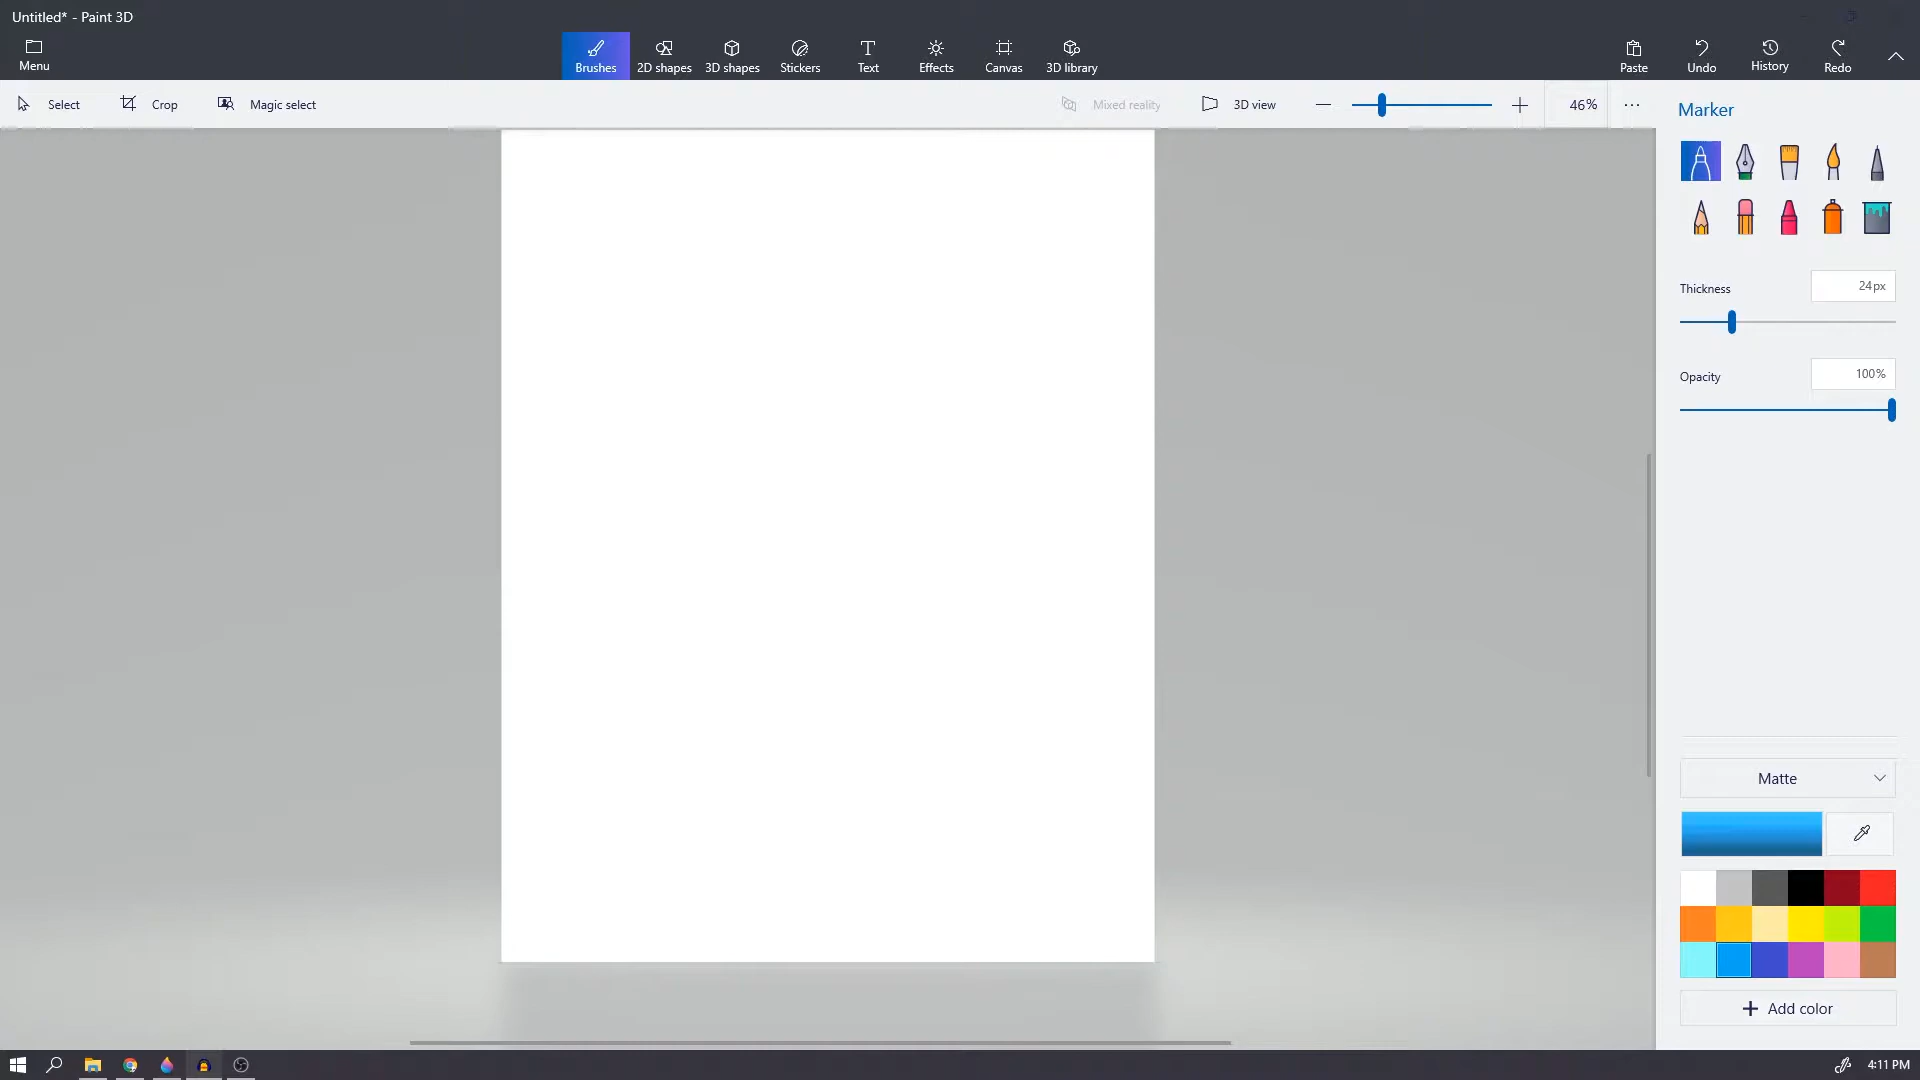 Untitled* - Paint 3D
Menu
Brushes
2D shapes
3D shapes
Stickers
Text
Effects
Canvas
3D library
Paste
Undo
History
Redo
Select
Crop
Magic select
Mixed reality
3D view
46%
Marker
Thickness
24px
Opacity
100%
Matte
Add color
4:11 PM